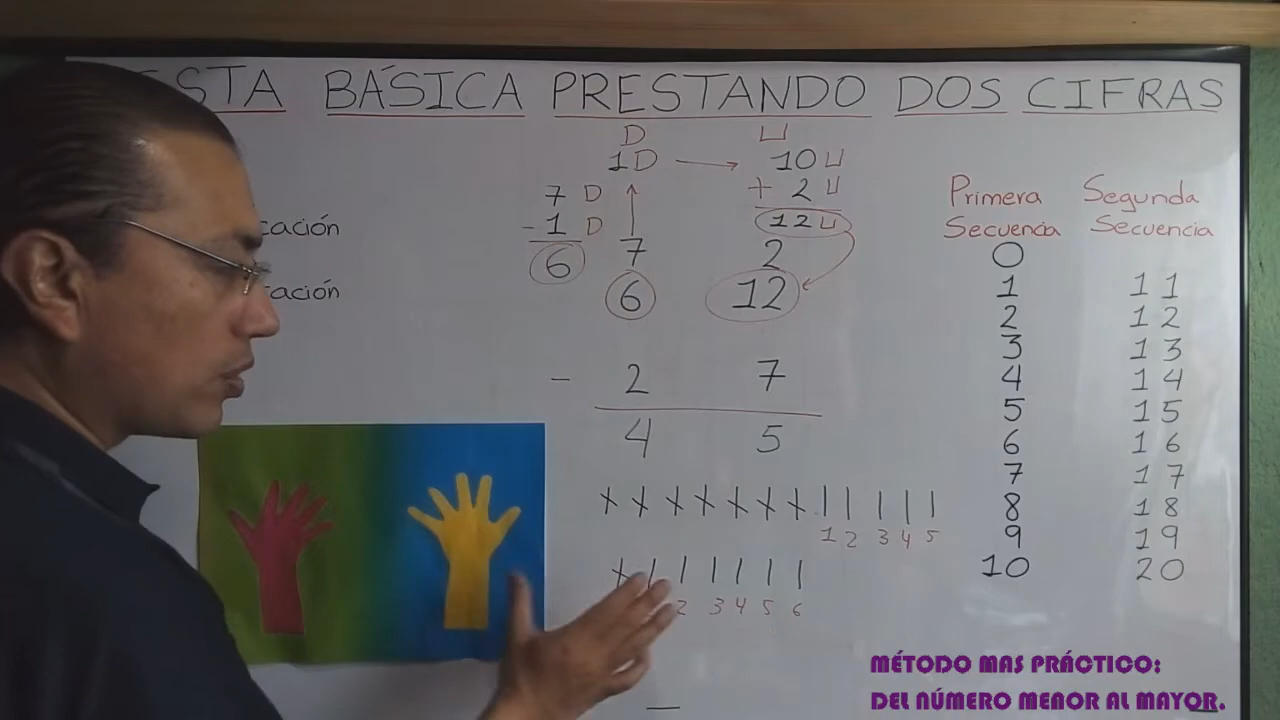 ESTA BÁSICA PRESTANDO DOS CIFRAS
D U
1D → 10U
7 D + 2 U
- 1 D 12U
6 7 2
6 12
cación
tación
- 2 7
4 5
1 2 3 4 5
2 3 4 5 6
Primera Segunda
Secuencia Secuencia
0
1 11
2 12
3 13
4 14
5 15
6 16
7 17
8 18
9 19
10 20
MÉTODO MAS PRÁCTICO:
DEL NÚMERO MENOR AL MAYOR.